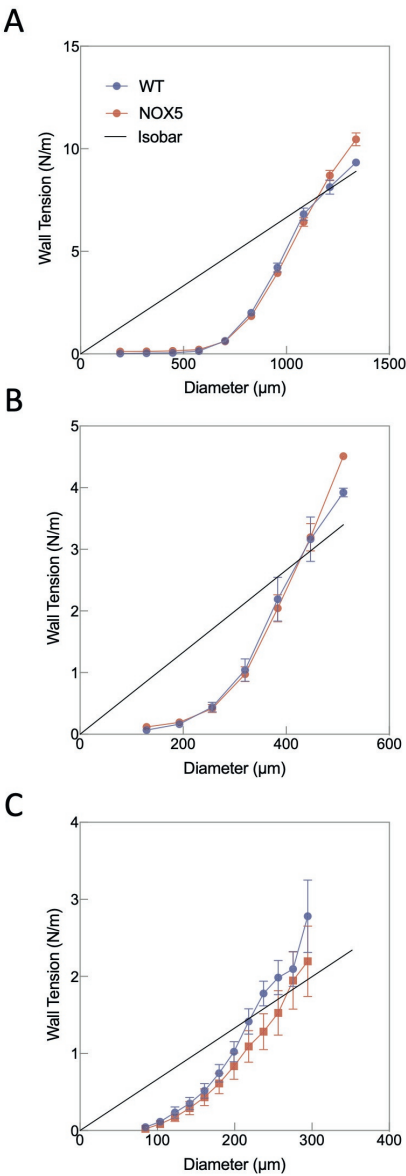 A
Wall Tension (N/m)
15
10
5
0
WT
NOX5
Isobar
0 500 1000 1500
Diameter (µm)
B
Wall Tension (N/m)
5
4
3
2
1
0
0 200 400 600
Diameter (µm)
C
Wall Tension (N/m)
4
3
2
1
0
0 100 200 300 400
Diameter (µm)